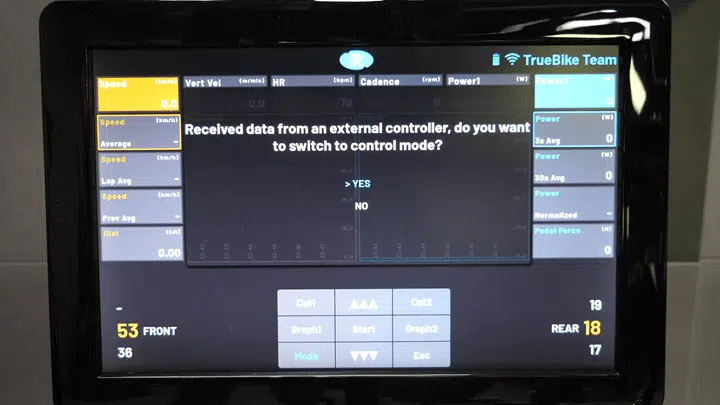 TrueBike Team
Speed (km/h) Vert Vel (m/min) HR (bpm) Cadence (rpm) Power1 (W) Power2 (W)
0.0 0.0 78 0 0 0
Speed (km/h)
Average –
Power (W)
3s Avg 0
Received data from an external controller, do you want
to switch to control mode?
Speed (km/h)
Lap Avg –
Power (W)
30s Avg 0
> YES
NO
Speed (km/h)
Prev Avg –
Power (W)
Normalized –
Dist (km)
0.00
Pedal Force (N)
0
Cat1 ▲▲▲ Cat2
Graph1 Start Graph2
Mode ▼▼▼ Esc
–
53 FRONT
36
19
REAR 18
17